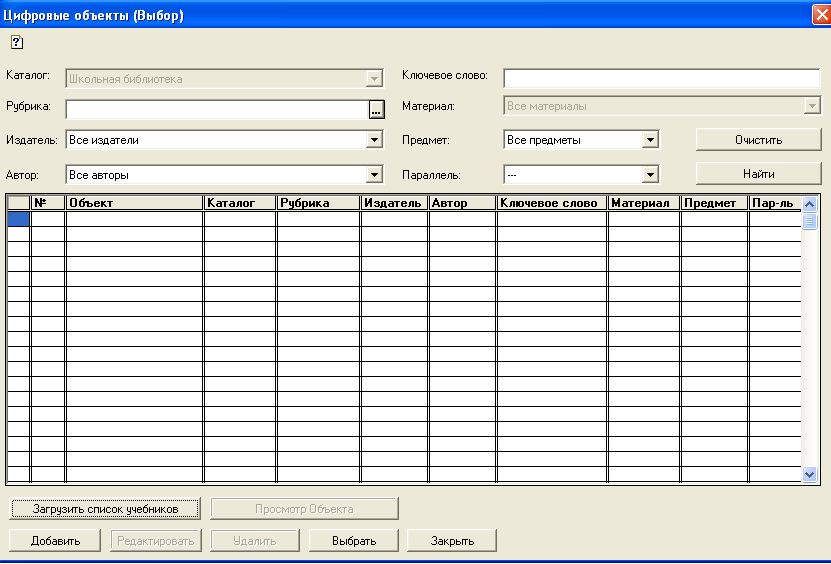 Цифровые объекты (Выбор)
?
Каталог: Школьная библиотека Ключевое слово:
Рубрика: ... Материал: Все материалы
Издатель: Все издатели Предмет: Все предметы Очистить
Автор: Все авторы Параллель: --- Найти
№ Объект Каталог Рубрика Издатель Автор Ключевое слово Материал Предмет Пар-ль
Загрузить список учебников Просмотр Объекта
Добавить Редактировать Удалить Выбрать Закрыть